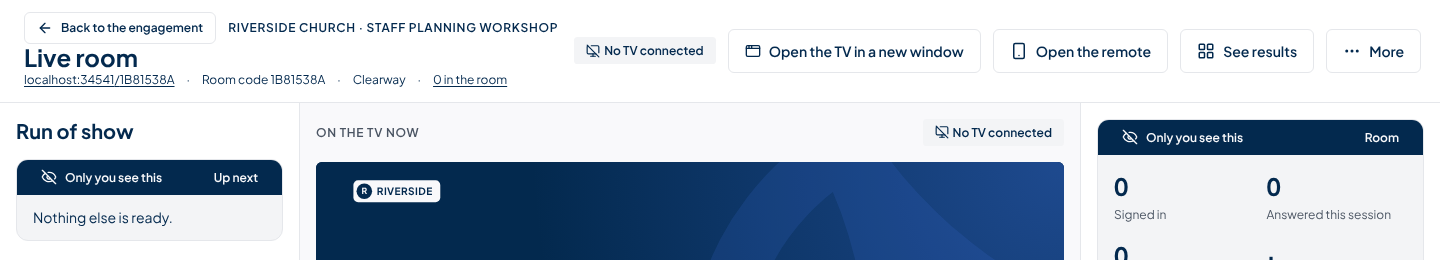 Back to the engagement
RIVERSIDE CHURCH · STAFF PLANNING WORKSHOP
Live room
localhost:34541/1B81538A · Room code 1B81538A · Clearway · 0 in the room
No TV connected
Open the TV in a new window
Open the remote
See results
More
Run of show
Only you see this
Up next
Nothing else is ready.
ON THE TV NOW
No TV connected
R RIVERSIDE
Only you see this
Room
0
Signed in
0
Answered this session
0